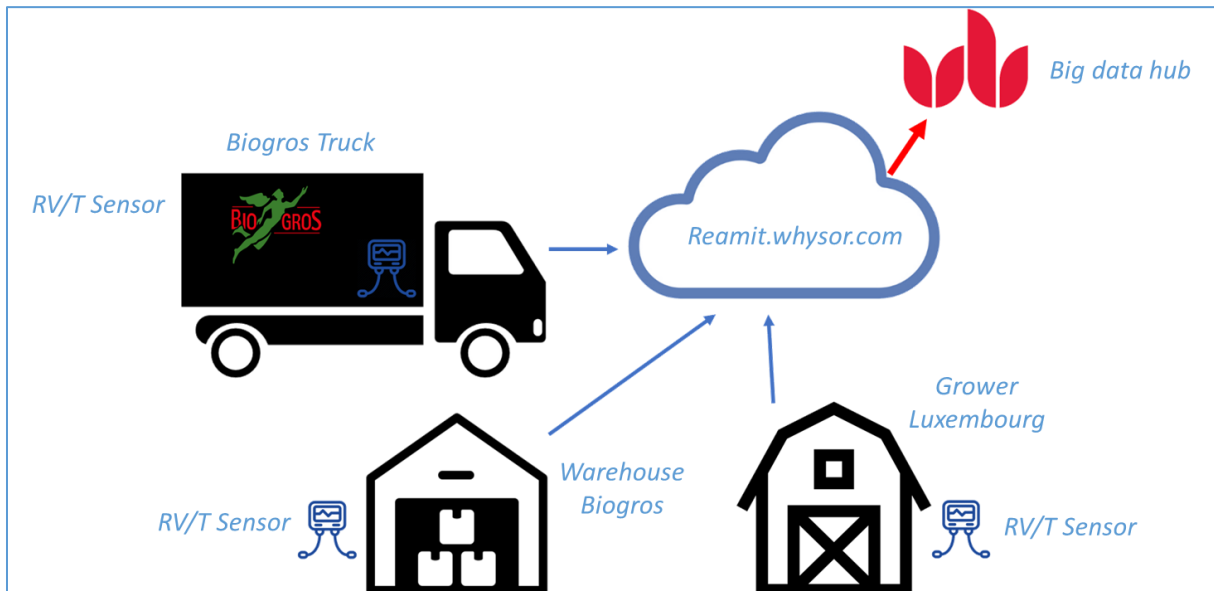 Big data hub
Biogros Truck
RV/T Sensor
BIO GROS
Reamit.whysor.com
Grower
Luxembourg
Warehouse
Biogros
RV/T Sensor
RV/T Sensor